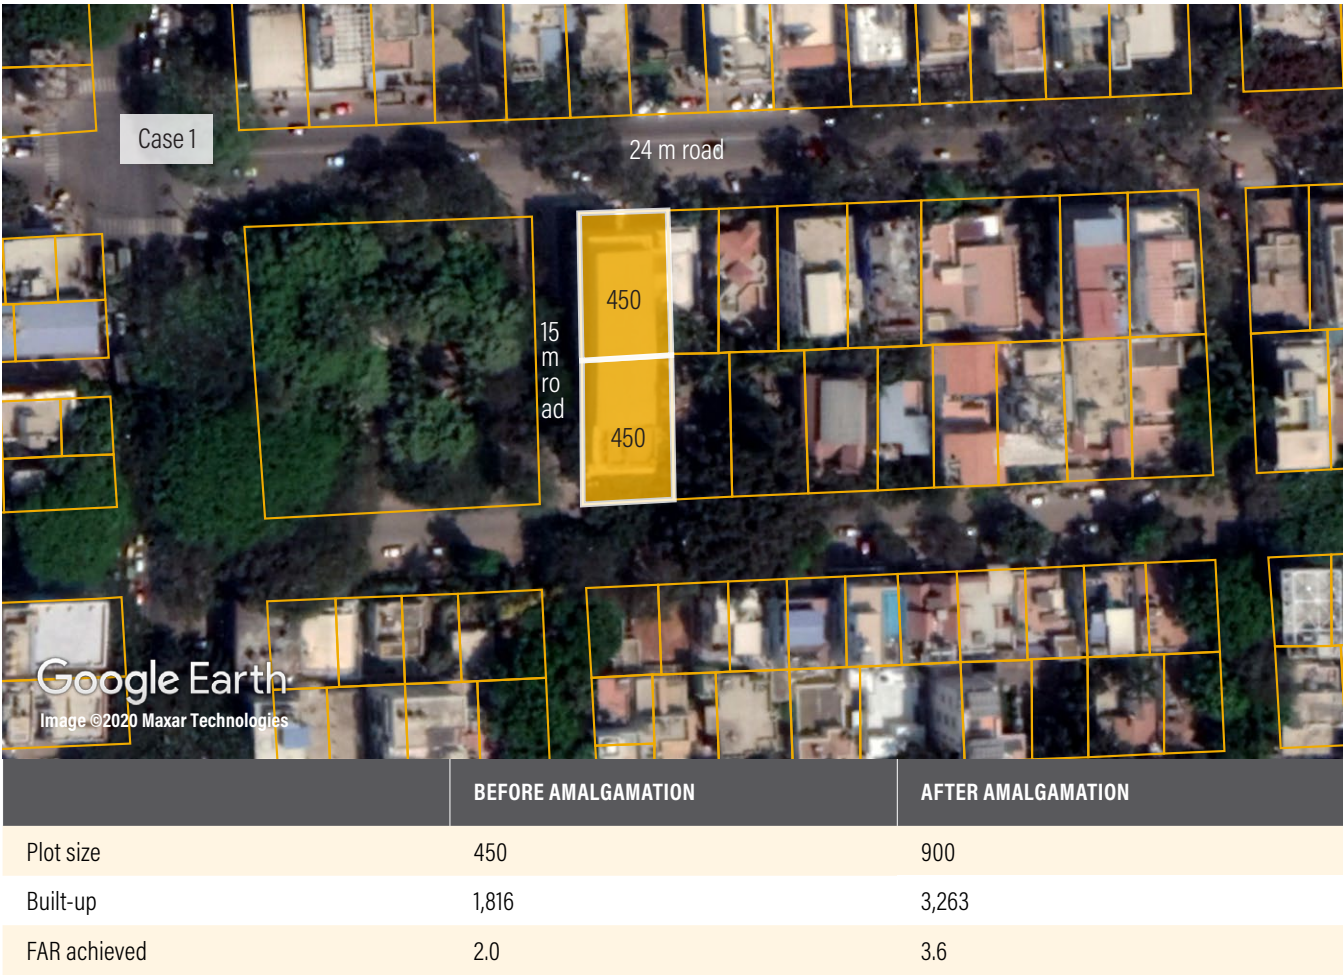 Case 1
24 m road
15
m
ro
ad
450
450
Google Earth
Image ©2020 Maxar Technologies
BEFORE AMALGAMATION AFTER AMALGAMATION
Plot size 450 900
Built-up 1,816 3,263
FAR achieved 2.0 3.6